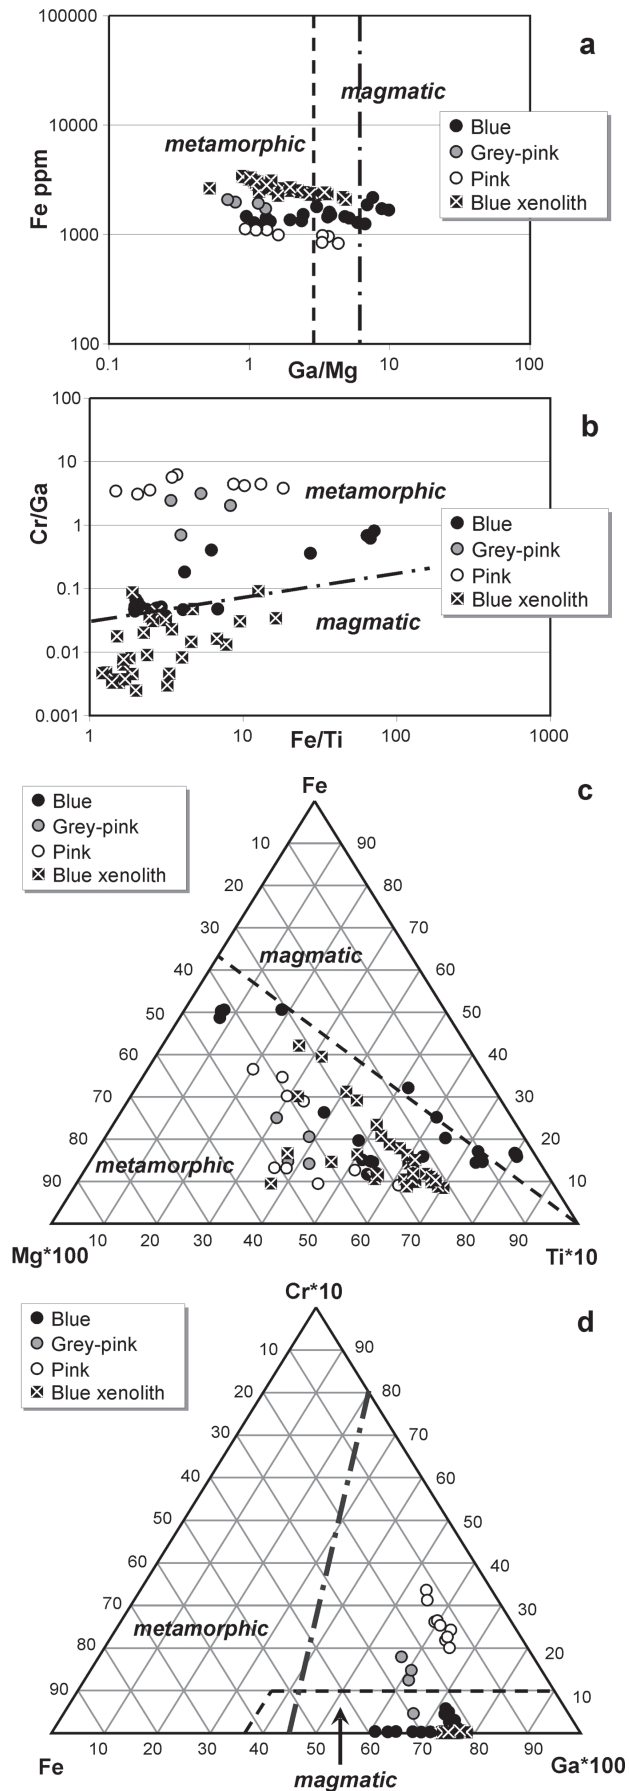 100000
a
magmatic
10000
metamorphic
Blue
Grey-pink
Pink
Blue xenolith
Fe ppm
1000
100
0.1
1
10
100
Ga/Mg
100
b
10
metamorphic
Cr/Ga
1
Blue
Grey-pink
Pink
Blue xenolith
0.1
magmatic
0.01
0.001
1
10
100
1000
Fe/Ti
Fe
c
Blue
Grey-pink
Pink
Blue xenolith
10 90
20 80
30 70
magmatic
40 60
50 50
60 40
70 30
80 20
metamorphic
90 10
10 20 30 40 50 60 70 80 90
Mg*100 Ti*10
Cr*10
d
Blue
Grey-pink
Pink
Blue xenolith
10 90
20 80
30 70
40 60
50 50
60 40
70 30
metamorphic
80 20
90 10
10 20 30 40 50 60 70 80 90
Fe Ga*100
magmatic